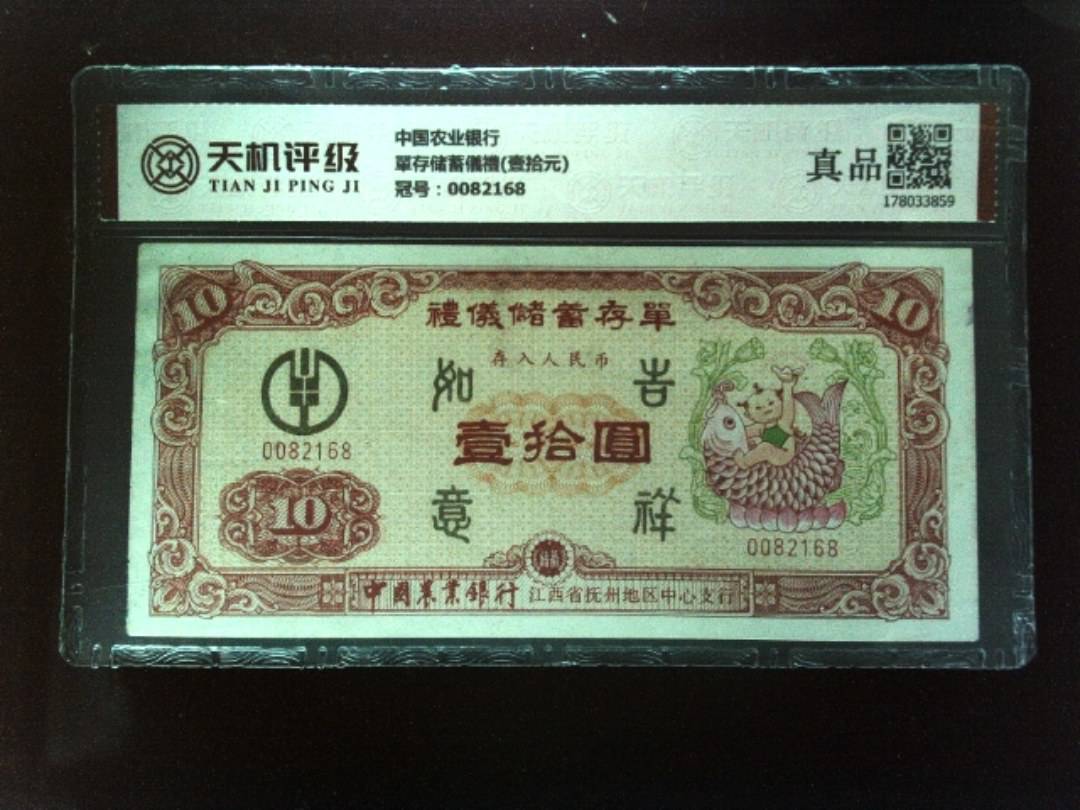 天机评级
TIAN JI PING JI
中国农业银行
單存储蓄儀禮(壹拾元)
冠号：0082168
真品
178033859
10
10
禮儀儲蓄存單
存入人民币
如
吉
0082168
壹拾圓
10
意
祥
0082168
中國农業銀行 江西省抚州地区中心支行